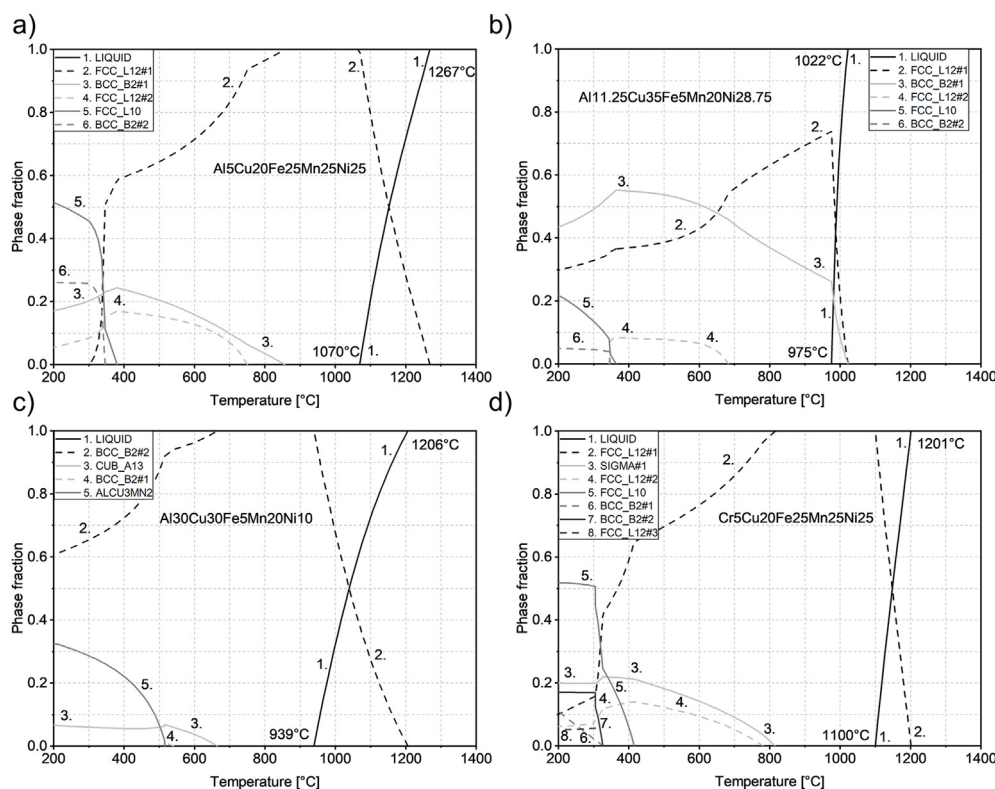 a)
1.0
0.8
0.6
0.4
0.2
0.0
Phase fraction
200 400 600 800 1000 1200 1400
Temperature [°C]
1. LIQUID
2. FCC_L12#1
3. BCC_B2#1
4. FCC_L12#2
5. FCC_L10
6. BCC_B2#2
2.
2.
1.
1267°C
Al5Cu20Fe25Mn25Ni25
5.
6.
3.
4.
3.
1070°C
1.
b)
1.0
0.8
0.6
0.4
0.2
0.0
Phase fraction
200 400 600 800 1000 1200 1400
Temperature [°C]
1022°C
1.
1. LIQUID
2. FCC_L12#1
3. BCC_B2#1
4. FCC_L12#2
5. FCC_L10
6. BCC_B2#2
Al11.25Cu35Fe5Mn20Ni28.75
2.
3.
2.
3.
5.
1.
6.
4.
4.
975°C
c)
1.0
0.8
0.6
0.4
0.2
0.0
Phase fraction
200 400 600 800 1000 1200 1400
Temperature [°C]
1. LIQUID
2. BCC_B2#2
3. CUB_A13
4. BCC_B2#1
5. ALCU3MN2
2.
1.
1206°C
Al30Cu30Fe5Mn20Ni10
2.
1.
2.
5.
3.
3.
4.
939°C
d)
1.0
0.8
0.6
0.4
0.2
0.0
Phase fraction
200 400 600 800 1000 1200 1400
Temperature [°C]
1. LIQUID
2. FCC_L12#1
3. SIGMA#1
4. FCC_L12#2
5. FCC_L10
6. BCC_B2#1
7. BCC_B2#2
8. FCC_L12#3
2.
1.
1201°C
Cr5Cu20Fe25Mn25Ni25
5.
3.
3.
5.
4.
4.
7.
8.
6.
3.
1100°C
1.
2.